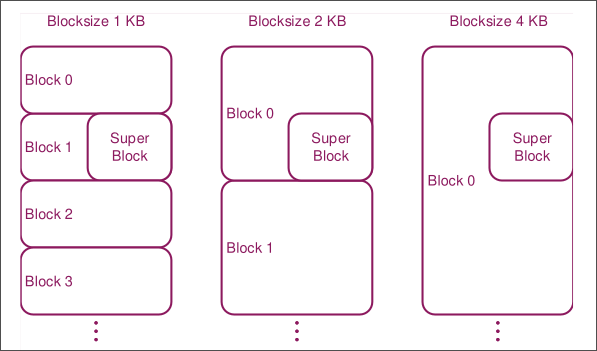 Blocksize 1 KB
Blocksize 2 KB
Blocksize 4 KB
Block 0
Block 1
Super
Block
Block 2
Block 3
Block 0
Super
Block
Block 1
Block 0
Super
Block